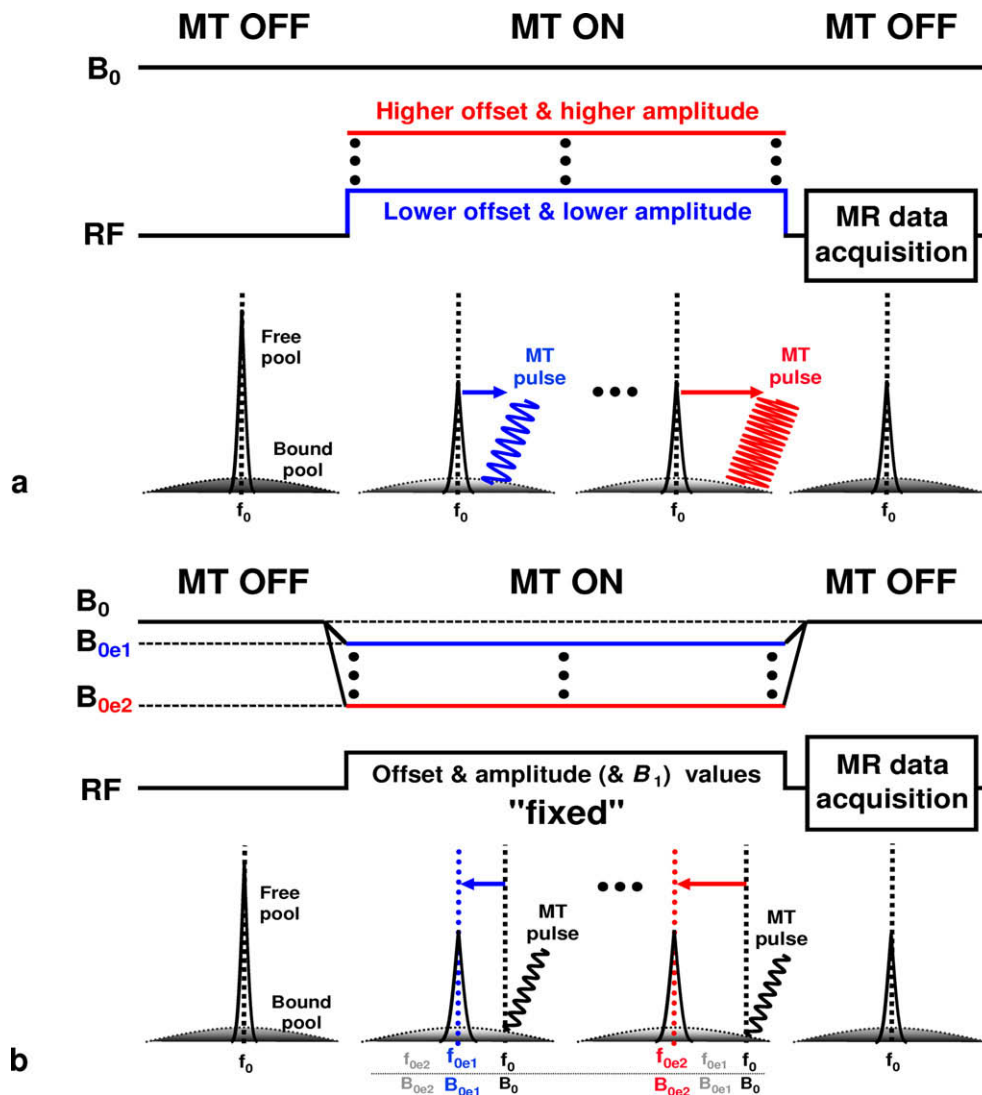 MT OFF MT ON MT OFF
B0
Higher offset & higher amplitude
RF
Lower offset & lower amplitude
MR data
acquisition
Free
pool
MT
pulse
MT
pulse
Bound
pool
a
f0 f0 f0 f0
MT OFF MT ON MT OFF
B0
B0e1
B0e2
RF
Offset & amplitude (& B1) values
"fixed"
MR data
acquisition
Free
pool
MT
pulse
MT
pulse
Bound
pool
b
f0 f0e2 f0e1 f0 f0e2 f0e1 f0 f0
B0e2 B0e1 B0 B0e2 B0e1 B0